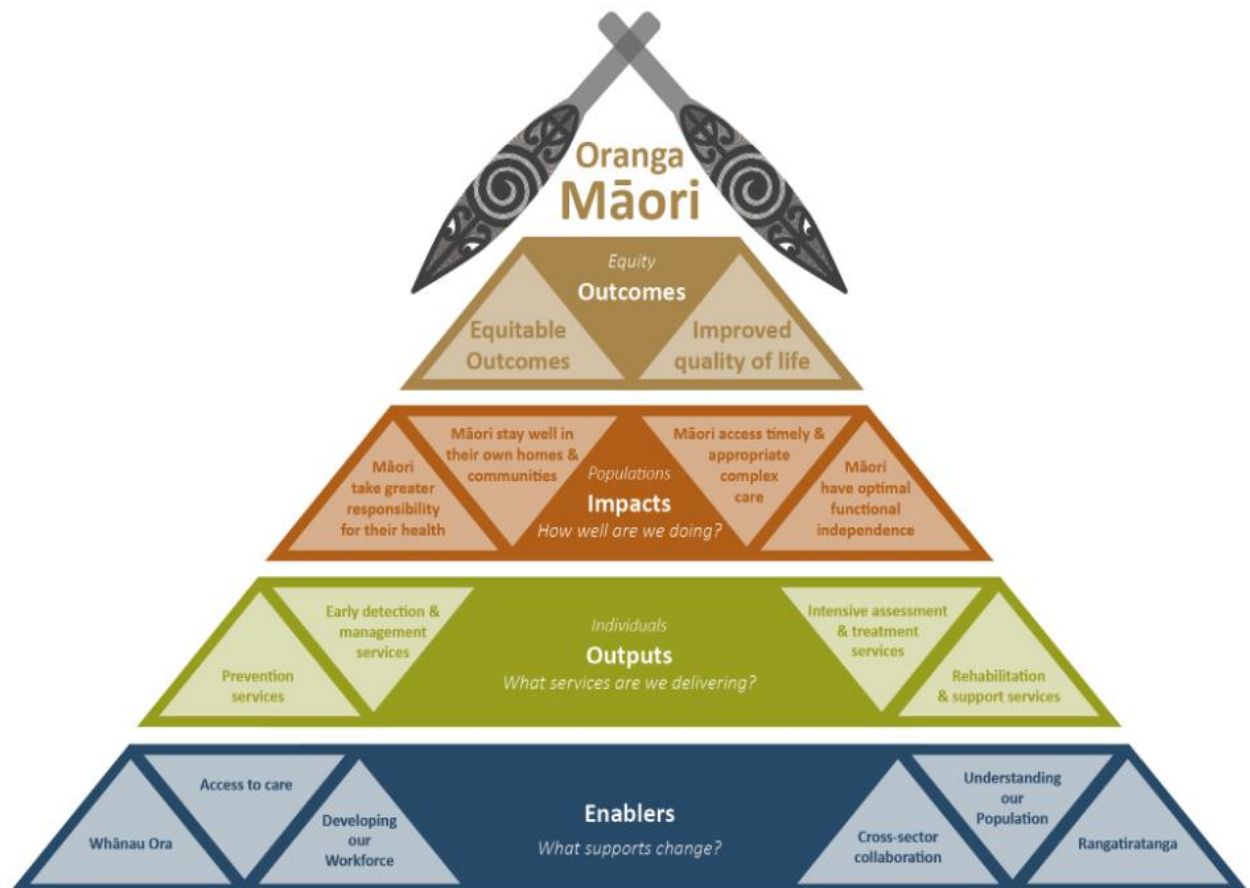 Oranga
Māori
Equity
Outcomes
Equitable
Outcomes
Improved
quality of life
Māori
take greater
responsibility
for their health
Māori stay well in
their own homes &
communities
Populations
Impacts
How well are we doing?
Māori access timely &
appropriate
complex
care
Māori
have optimal
functional
independence
Prevention
services
Early detection &
management
services
Individuals
Outputs
What services are we delivering?
Intensive assessment
& treatment
services
Rehabilitation
& support services
Whānau Ora
Access to care
Developing
our
Workforce
Enablers
What supports change?
Cross-sector
collaboration
Understanding
our
Population
Rangatiratanga